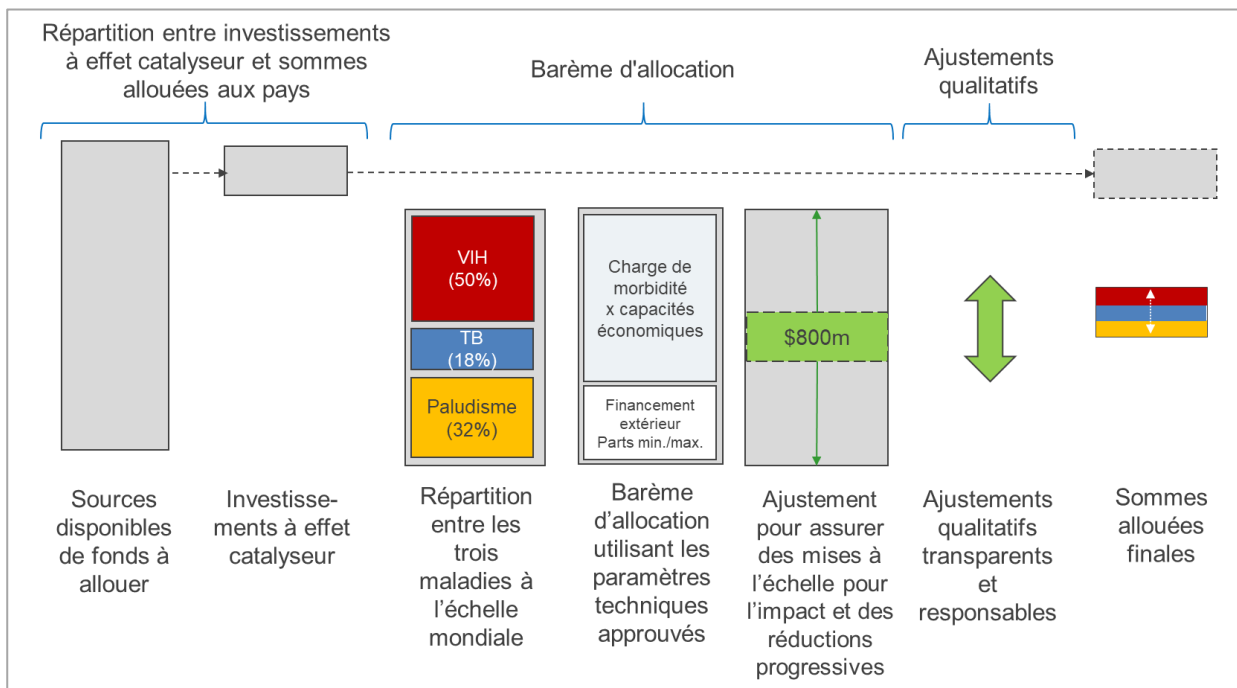 Répartition entre investissements
à effet catalyseur et sommes
allouées aux pays
Barème d'allocation
Ajustements
qualitatifs
VIH
(50%)
TB
(18%)
Paludisme
(32%)
Charge de
morbidité
x capacités
économiques
Financement
extérieur
Parts min./max.
$800m
Sources
disponibles
de fonds à
allouer
Investisse-
ments à effet
catalyseur
Répartition
entre les
trois
maladies à
l'échelle
mondiale
Barème
d'allocation
utilisant les
paramètres
techniques
approuvés
Ajustement
pour assurer
des mises à
l'échelle pour
l'impact et des
réductions
progressives
Ajustements
qualitatifs
transparents
et
responsables
Sommes
allouées
finales